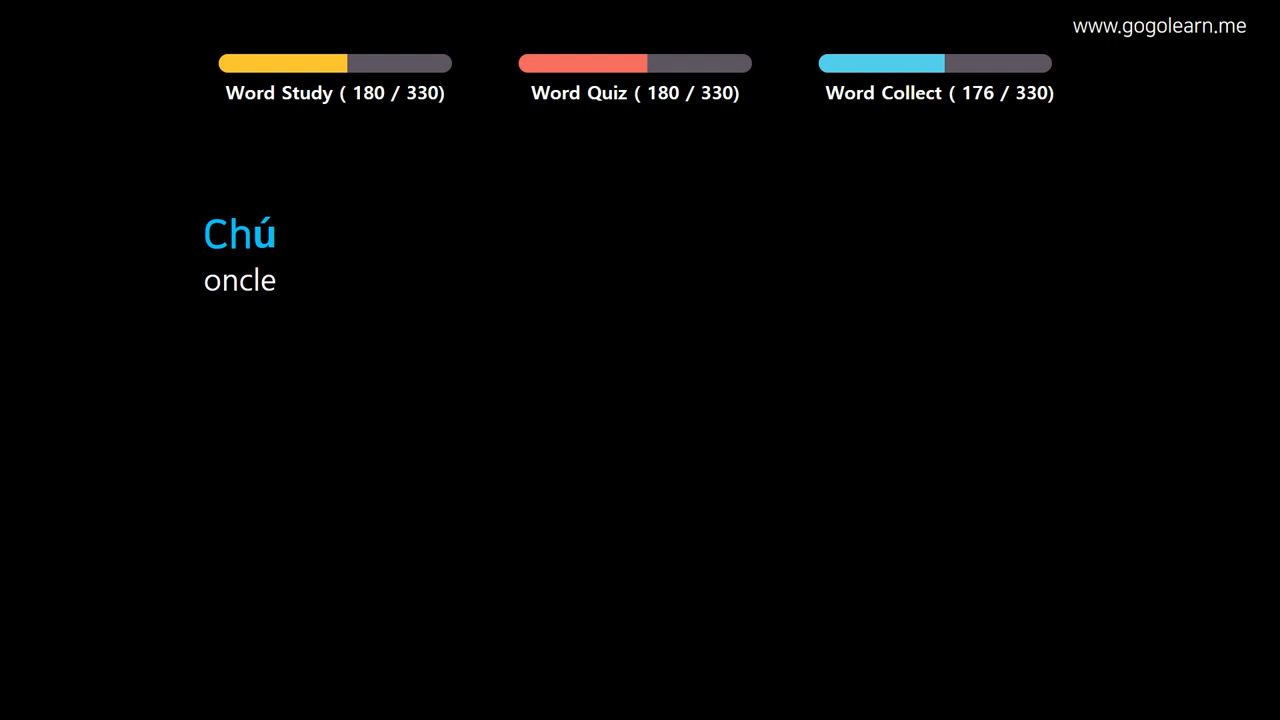 www.gogolearn.me
Word Study ( 180 / 330)
Word Quiz ( 180 / 330)
Word Collect ( 176 / 330)
Chú
oncle